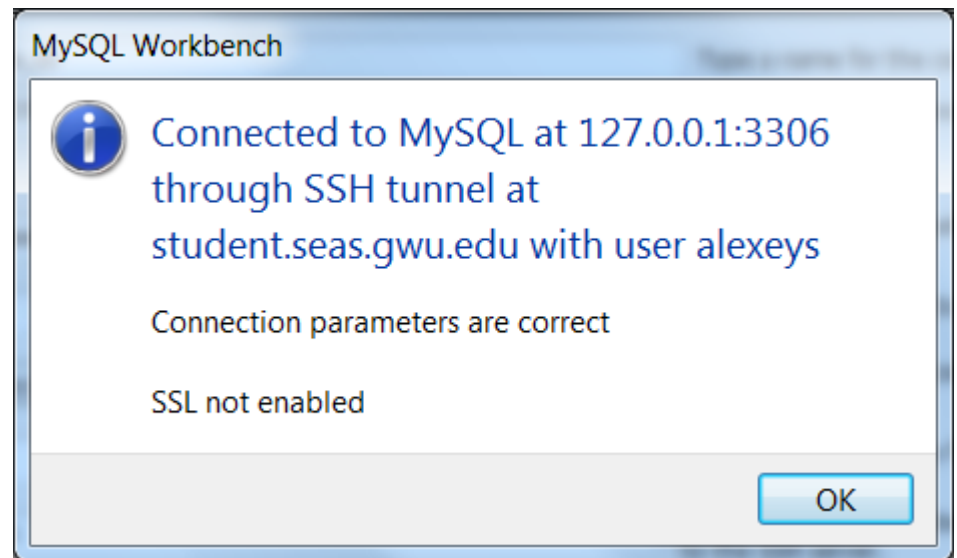 MySQL Workbench
Connected to MySQL at 127.0.0.1:3306
through SSH tunnel at
student.seas.gwu.edu with user alexeys
Connection parameters are correct
SSL not enabled
OK